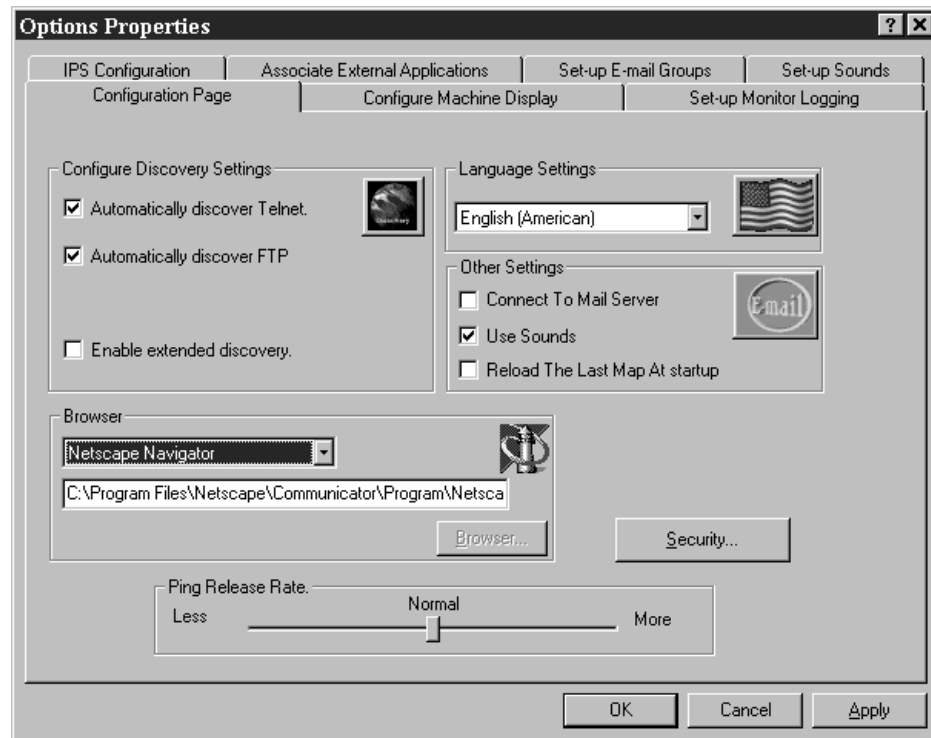 Options Properties
IPS Configuration
Associate External Applications
Set-up E-mail Groups
Set-up Sounds
Configuration Page
Configure Machine Display
Set-up Monitor Logging
Configure Discovery Settings
Automatically discover Telnet.
Discovery
Automatically discover FTP
Enable extended discovery.
Language Settings
English (American)
Other Settings
Connect To Mail Server
E-mail
Use Sounds
Reload The Last Map At startup
Browser
Netscape Navigator
C:\Program Files\Netscape\Communicator\Program\Netsca
Browser...
Security...
Ping Release Rate.
Less
Normal
More
OK
Cancel
Apply